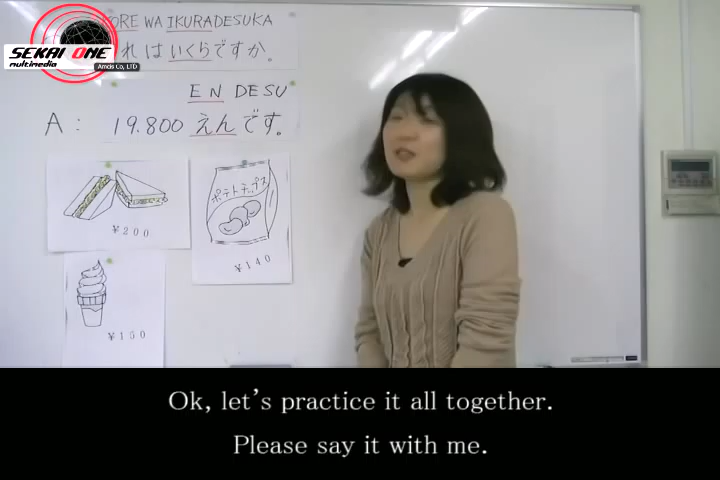 SEKAI ONE
multimedia
Amcis Co, LTD
ORE WA IKURADESUKA
れ は いくらですか。
EN DESU
A : 19.800 えんです。
ポテトチップス
¥200
¥140
¥150
Ok, let's practice it all together.
Please say it with me.